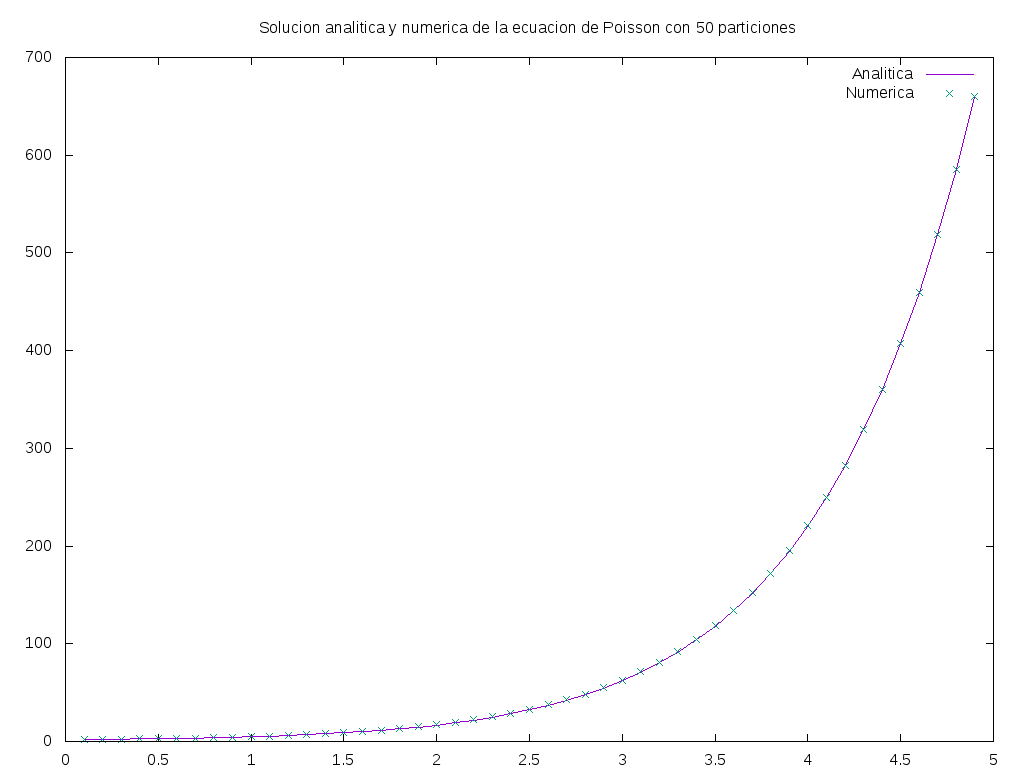 Solucion analitica y numerica de la ecuacion de Poisson con 50 particiones
700
600
500
400
300
200
100
0
Analitica
Numerica
0 0.5 1 1.5 2 2.5 3 3.5 4 4.5 5